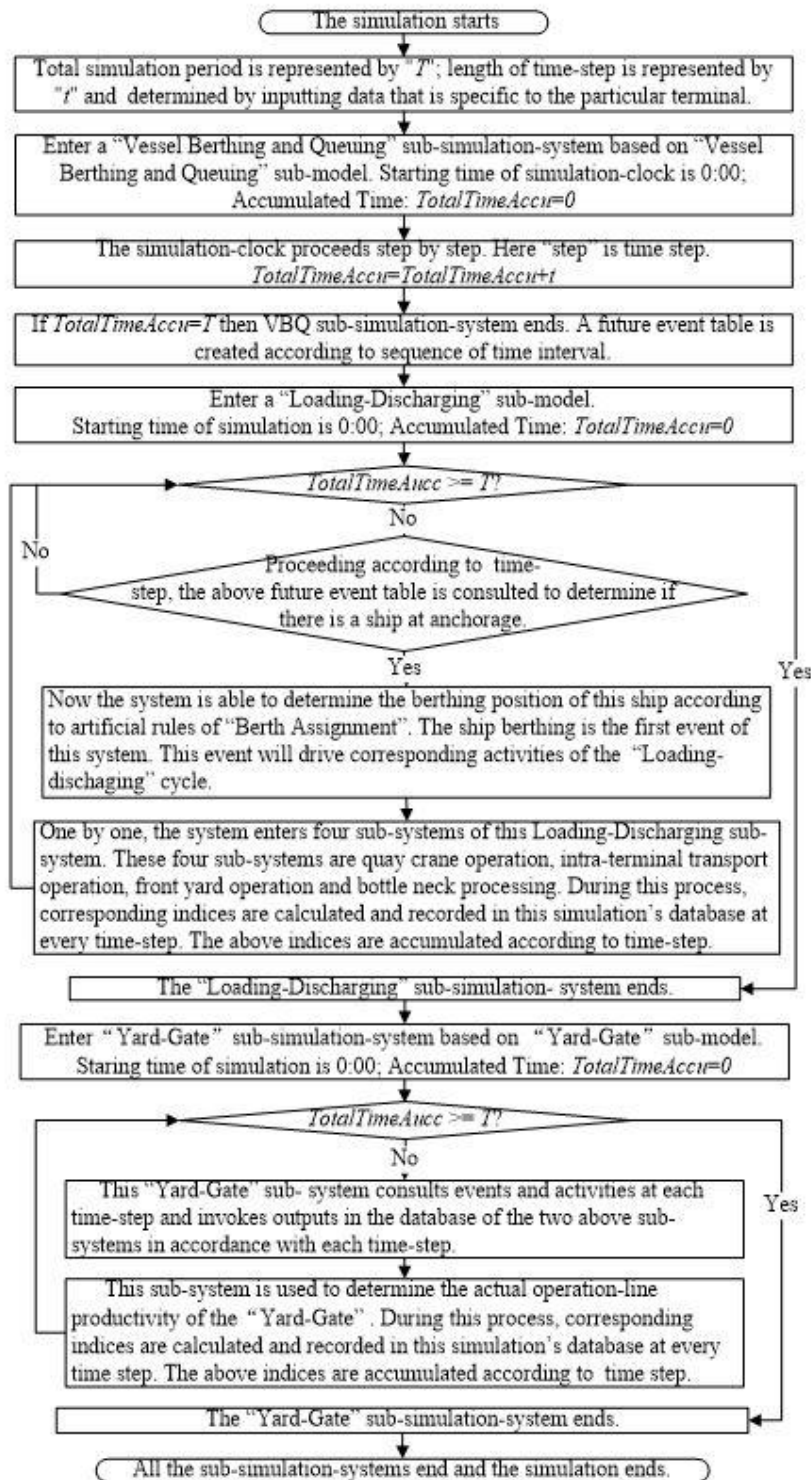 The simulation starts
Total simulation period is represented by "T"; length of time-step is represented by
"t" and determined by inputting data that is specific to the particular terminal.
Enter a “Vessel Berthing and Queuing” sub-simulation-system based on “Vessel
Berthing and Queuing” sub-model. Starting time of simulation-clock is 0:00;
Accumulated Time: TotalTimeAccu=0
The simulation-clock proceeds step by step. Here “step” is time step.
TotalTimeAccu=TotalTimeAccu+t
If TotalTimeAccu=T then VBQ sub-simulation-system ends. A future event table is
created according to sequence of time interval.
Enter a “Loading-Discharging” sub-model.
Starting time of simulation is 0:00; Accumulated Time: TotalTimeAccu=0
TotalTimeAucc >= T?
No
No
Proceeding according to time-
step, the above future event table is consulted to determine if
there is a ship at anchorage.
Yes
Yes
Now the system is able to determine the berthing position of this ship according
to artificial rules of “Berth Assignment”. The ship berthing is the first event of
this system. This event will drive corresponding activities of the “Loading-
dischaging” cycle.
One by one, the system enters four sub-systems of this Loading-Discharging sub-
system. These four sub-systems are quay crane operation, intra-terminal transport
operation, front yard operation and bottle neck processing. During this process,
corresponding indices are calculated and recorded in this simulation’s database at
every time-step. The above indices are accumulated according to time-step.
The “Loading-Discharging” sub-simulation- system ends.
Enter “Yard-Gate” sub-simulation-system based on “Yard-Gate” sub-model.
Staring time of simulation is 0:00; Accumulated Time: TotalTimeAccu=0
TotalTimeAucc >= T?
No
This “Yard-Gate” sub- system consults events and activities at each
time-step and invokes outputs in the database of the two above sub-
systems in accordance with each time-step.
Yes
This sub-system is used to determine the actual operation-line
productivity of the “Yard-Gate”. During this process, corresponding
indices are calculated and recorded in this simulation’s database at every
time step. The above indices are accumulated according to time step.
The “Yard-Gate” sub-simulation-system ends.
All the sub-simulation-systems end and the simulation ends.